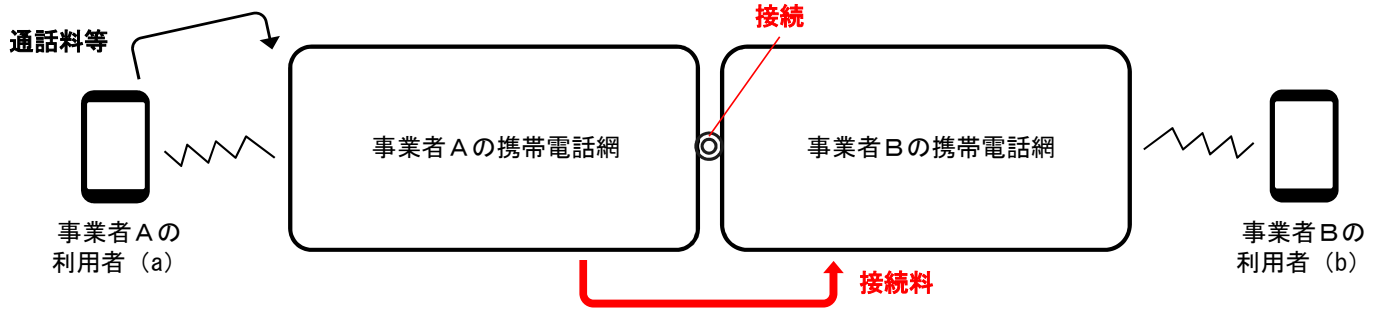 接続
通話料等
事業者Aの携帯電話網
事業者Bの携帯電話網
事業者Aの
利用者（a）
事業者Bの
利用者（b）
接続料